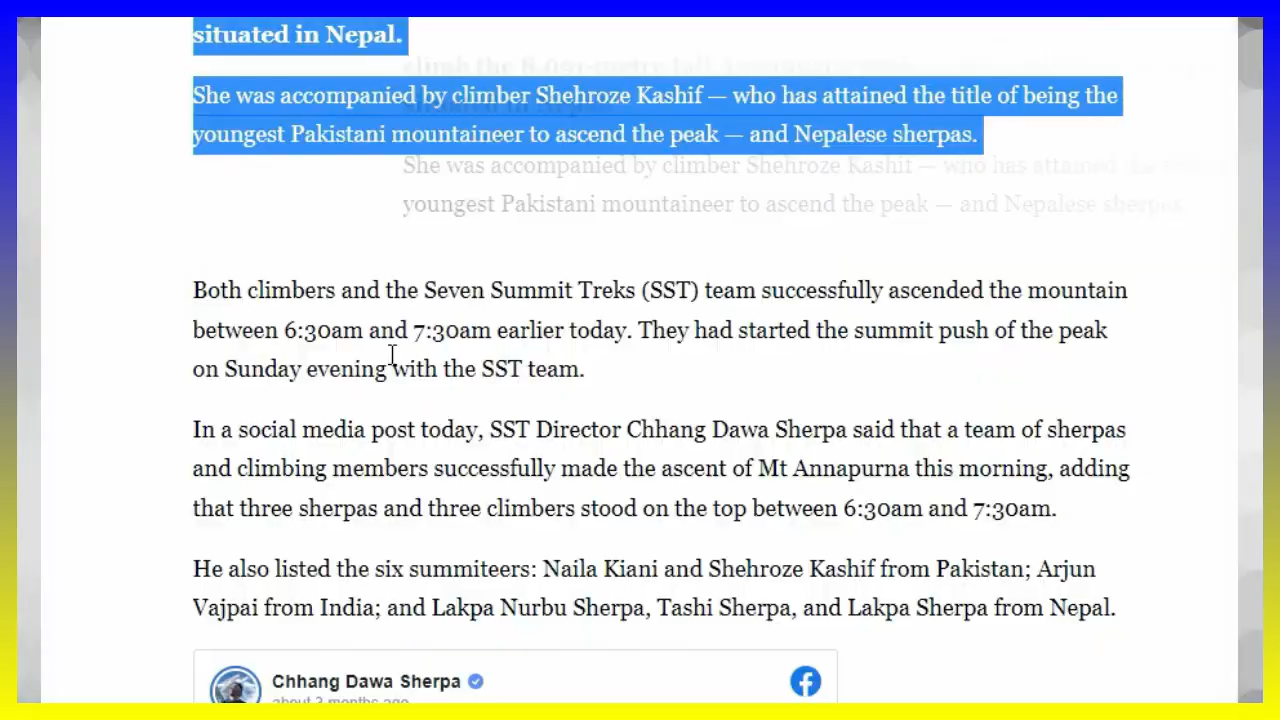 situated in Nepal.
She was accompanied by climber Shehroze Kashif — who has attained the title of being the
youngest Pakistani mountaineer to ascend the peak — and Nepalese sherpas.
She was accompanied by climber Shehroze Kashif — who has attained the
youngest Pakistani mountaineer to ascend the peak — and Nepalese sherpas.
Both climbers and the Seven Summit Treks (SST) team successfully ascended the mountain
between 6:30am and 7:30am earlier today. They had started the summit push of the peak
on Sunday evening with the SST team.
In a social media post today, SST Director Chhang Dawa Sherpa said that a team of sherpas
and climbing members successfully made the ascent of Mt Annapurna this morning, adding
that three sherpas and three climbers stood on the top between 6:30am and 7:30am.
He also listed the six summiteers: Naila Kiani and Shehroze Kashif from Pakistan; Arjun
Vajpai from India; and Lakpa Nurbu Sherpa, Tashi Sherpa, and Lakpa Sherpa from Nepal.
Chhang Dawa Sherpa
about 2 months ago